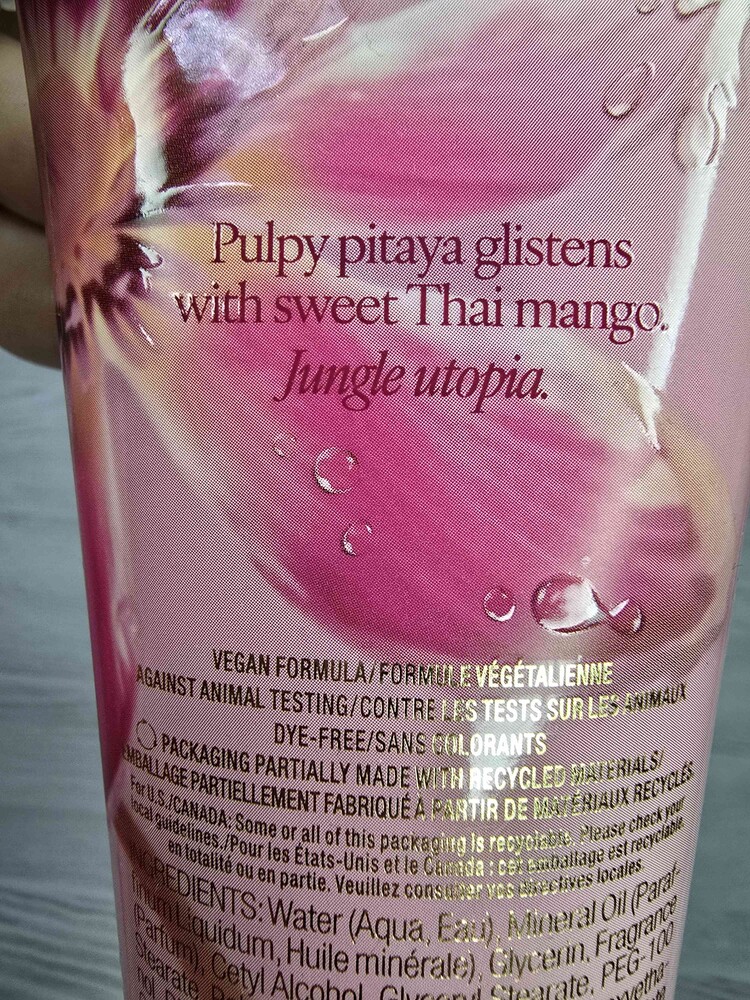 Pulpy pitaya glistens
with sweet Thai mango.
Jungle utopia.
VEGAN FORMULA/FORMULE VÉGÉTALIENNE
AGAINST ANIMAL TESTING/CONTRE LES TESTS SUR LES ANIMAUX
DYE-FREE/SANS COLORANTS
PACKAGING PARTIALLY MADE WITH RECYCLED MATERIALS/
EMBALLAGE PARTIELLEMENT FABRIQUÉ À PARTIR DE MATÉRIAUX RECYCLÉS
For U.S./CANADA: Some or all of this packaging is recyclable. Please check your
local guidelines./Pour les États-Unis et le Canada : cet emballage est recyclable
en totalité ou en partie. Veuillez consulter vos directives locales.
INGREDIENTS: Water (Aqua, Eau), Mineral Oil (Paraf-
finum Liquidum, Huile minérale), Glycerin, Fragrance
(Parfum), Cetyl Alcohol, Glyceryl Stearate, PEG-100
Stearate,